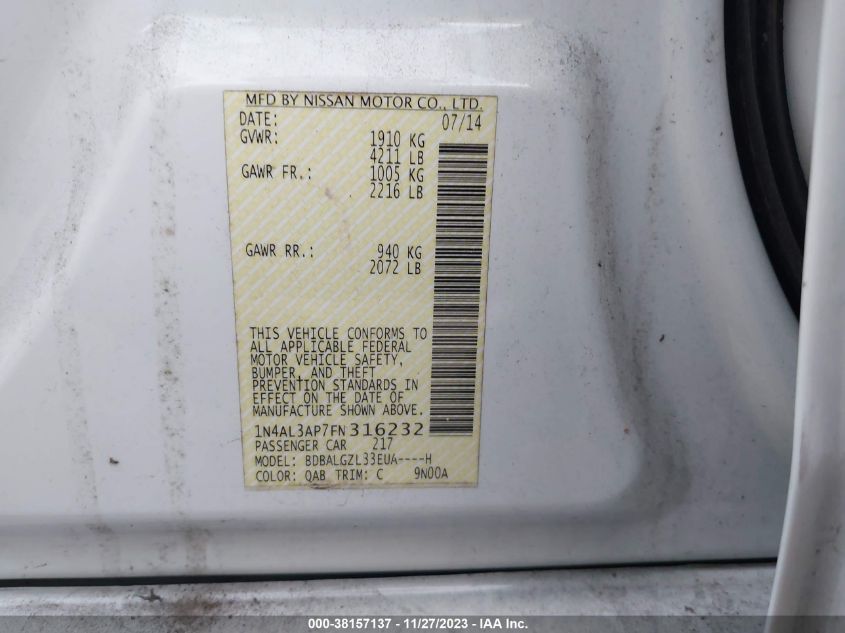 MFD BY NISSAN MOTOR CO., LTD.
DATE: 07/14
GVWR: 1910 KG
4211 LB
GAWR FR.: 1005 KG
2216 LB
GAWR RR.: 940 KG
2072 LB
THIS VEHICLE CONFORMS TO
ALL APPLICABLE FEDERAL
MOTOR VEHICLE SAFETY,
BUMPER, AND THEFT
PREVENTION STANDARDS IN
EFFECT ON THE DATE OF
MANUFACTURE SHOWN ABOVE.
1N4AL3AP7FN316232
PASSENGER CAR 217
MODEL: BDBALGZL33EUA----H
COLOR: QAB TRIM: C 9N00A
000-38157137 - 11/27/2023 - IAA Inc.